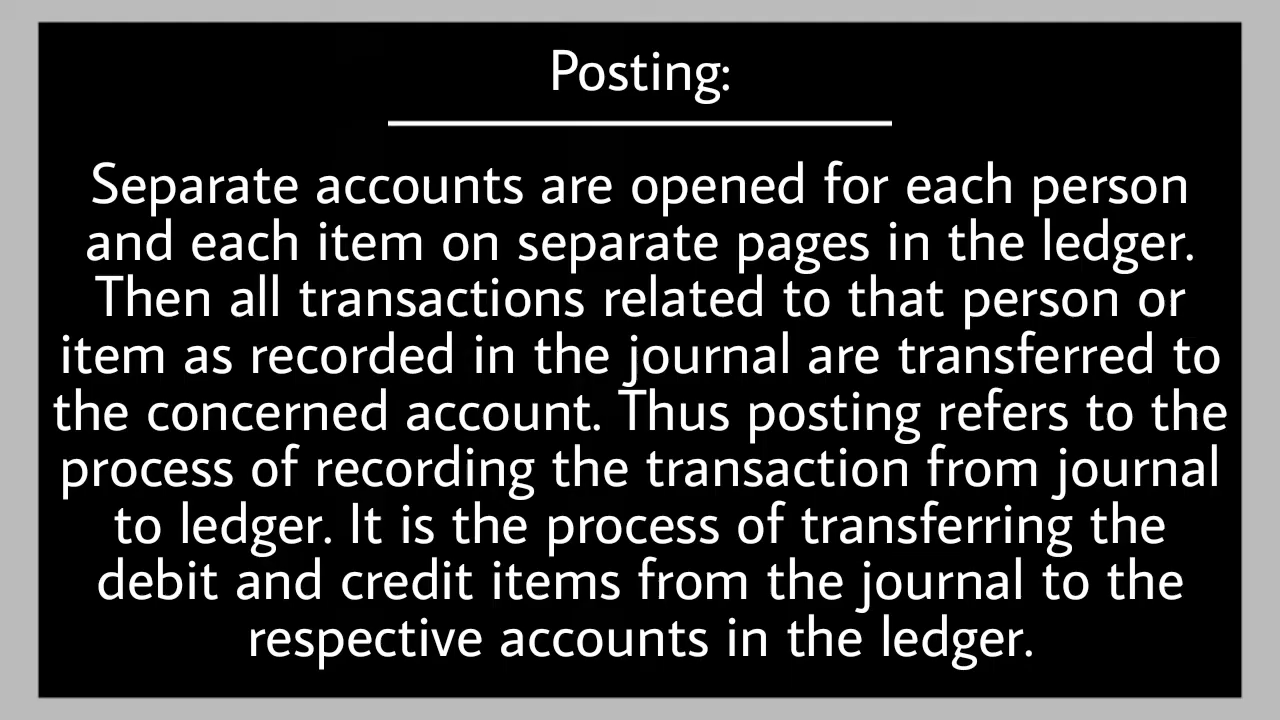 Posting:
Separate accounts are opened for each person
and each item on separate pages in the ledger.
Then all transactions related to that person or
item as recorded in the journal are transferred to
the concerned account. Thus posting refers to the
process of recording the transaction from journal
to ledger. It is the process of transferring the
debit and credit items from the journal to the
respective accounts in the ledger.